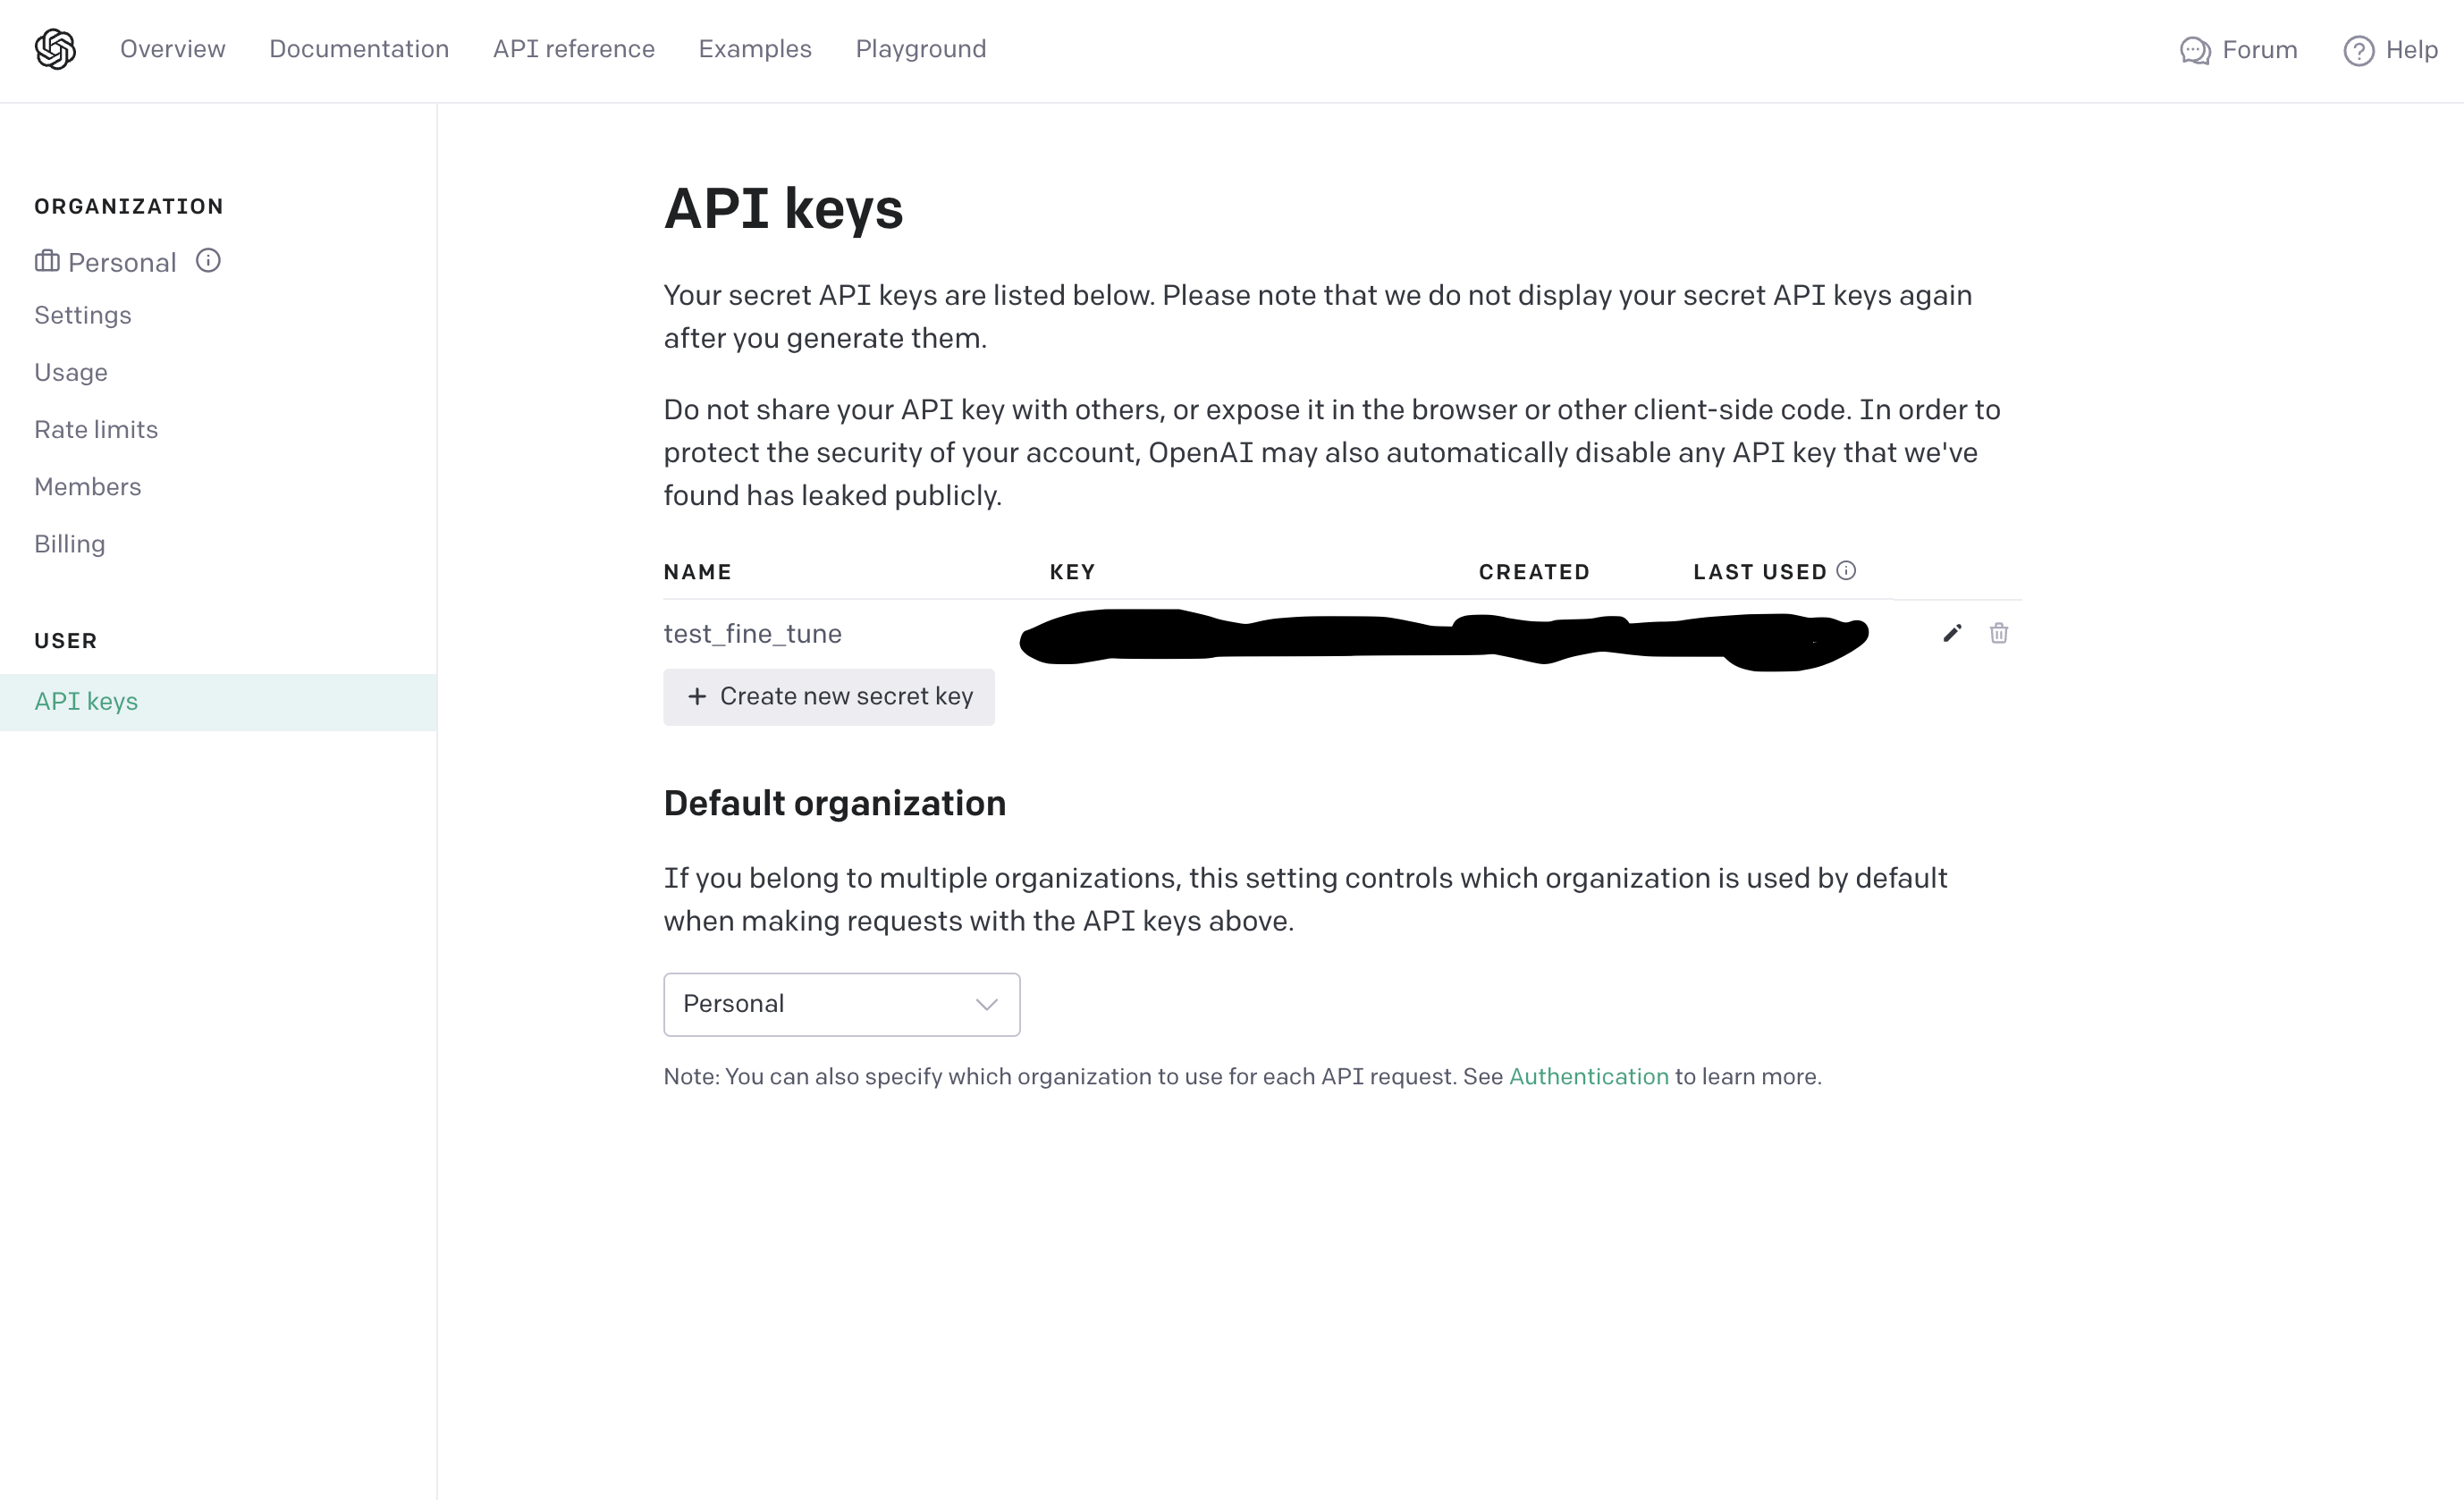 Overview Documentation API reference Examples Playground Forum Help
ORGANIZATION
Personal
Settings
Usage
Rate limits
Members
Billing
USER
API keys
API keys
Your secret API keys are listed below. Please note that we do not display your secret API keys again
after you generate them.
Do not share your API key with others, or expose it in the browser or other client-side code. In order to
protect the security of your account, OpenAI may also automatically disable any API key that we've
found has leaked publicly.
NAME KEY CREATED LAST USED
test_fine_tune
+ Create new secret key
Default organization
If you belong to multiple organizations, this setting controls which organization is used by default
when making requests with the API keys above.
Personal
Note: You can also specify which organization to use for each API request. See Authentication to learn more.